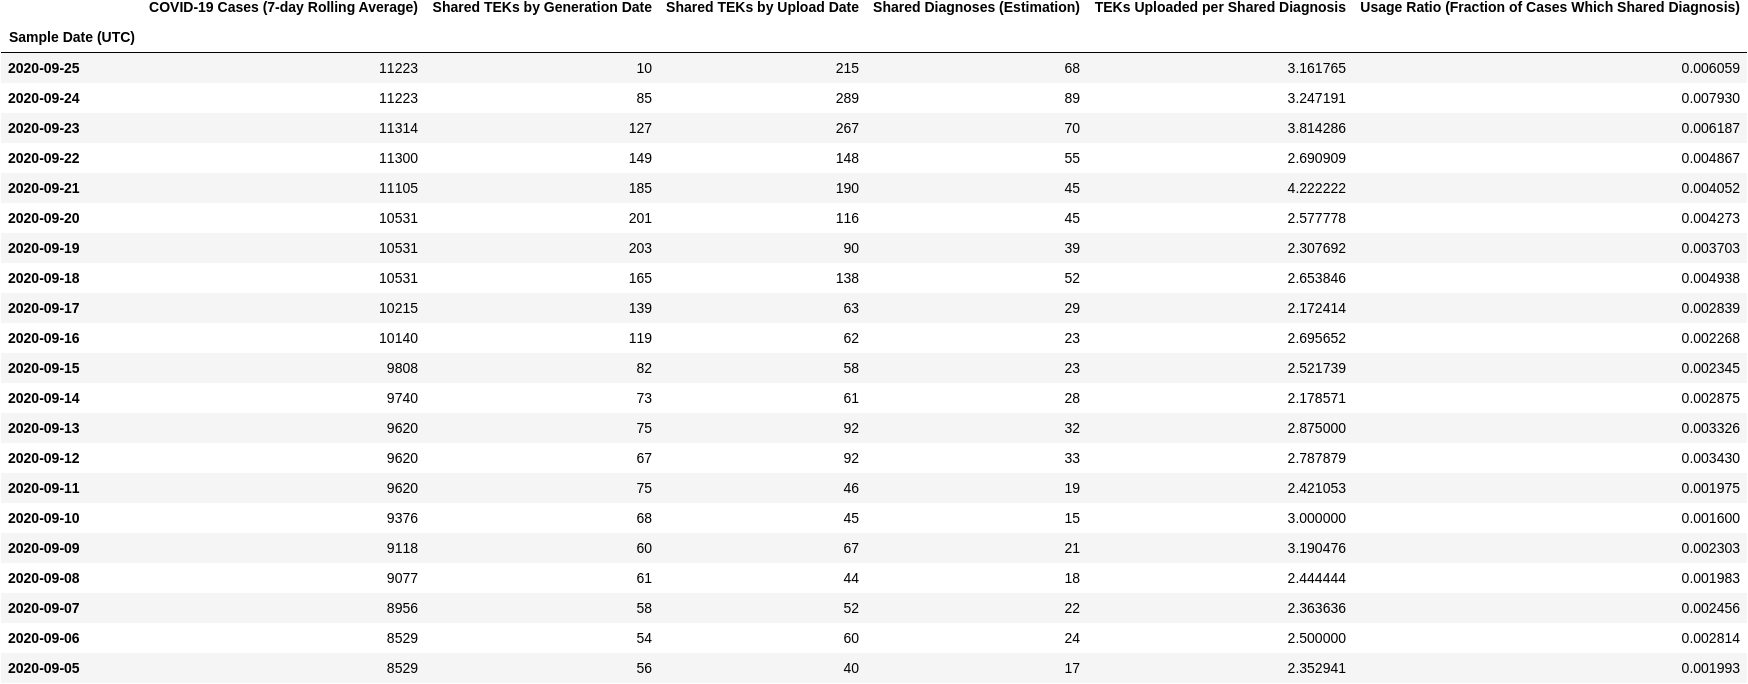 COVID-19 Cases (7-day Rolling Average) Shared TEKs by Generation Date Shared TEKs by Upload Date Shared Diagnoses (Estimation) TEKs Uploaded per Shared Diagnosis Usage Ratio (Fraction of Cases Which Shared Diagnosis)
Sample Date (UTC)
2020-09-25 11223 10 215 68 3.161765 0.006059
2020-09-24 11223 85 289 89 3.247191 0.007930
2020-09-23 11314 127 267 70 3.814286 0.006187
2020-09-22 11300 149 148 55 2.690909 0.004867
2020-09-21 11105 185 190 45 4.222222 0.004052
2020-09-20 10531 201 116 45 2.577778 0.004273
2020-09-19 10531 203 90 39 2.307692 0.003703
2020-09-18 10531 165 138 52 2.653846 0.004938
2020-09-17 10215 139 63 29 2.172414 0.002839
2020-09-16 10140 119 62 23 2.695652 0.002268
2020-09-15 9808 82 58 23 2.521739 0.002345
2020-09-14 9740 73 61 28 2.178571 0.002875
2020-09-13 9620 75 92 32 2.875000 0.003326
2020-09-12 9620 67 92 33 2.787879 0.003430
2020-09-11 9620 75 46 19 2.421053 0.001975
2020-09-10 9376 68 45 15 3.000000 0.001600
2020-09-09 9118 60 67 21 3.190476 0.002303
2020-09-08 9077 61 44 18 2.444444 0.001983
2020-09-07 8956 58 52 22 2.363636 0.002456
2020-09-06 8529 54 60 24 2.500000 0.002814
2020-09-05 8529 56 40 17 2.352941 0.001993